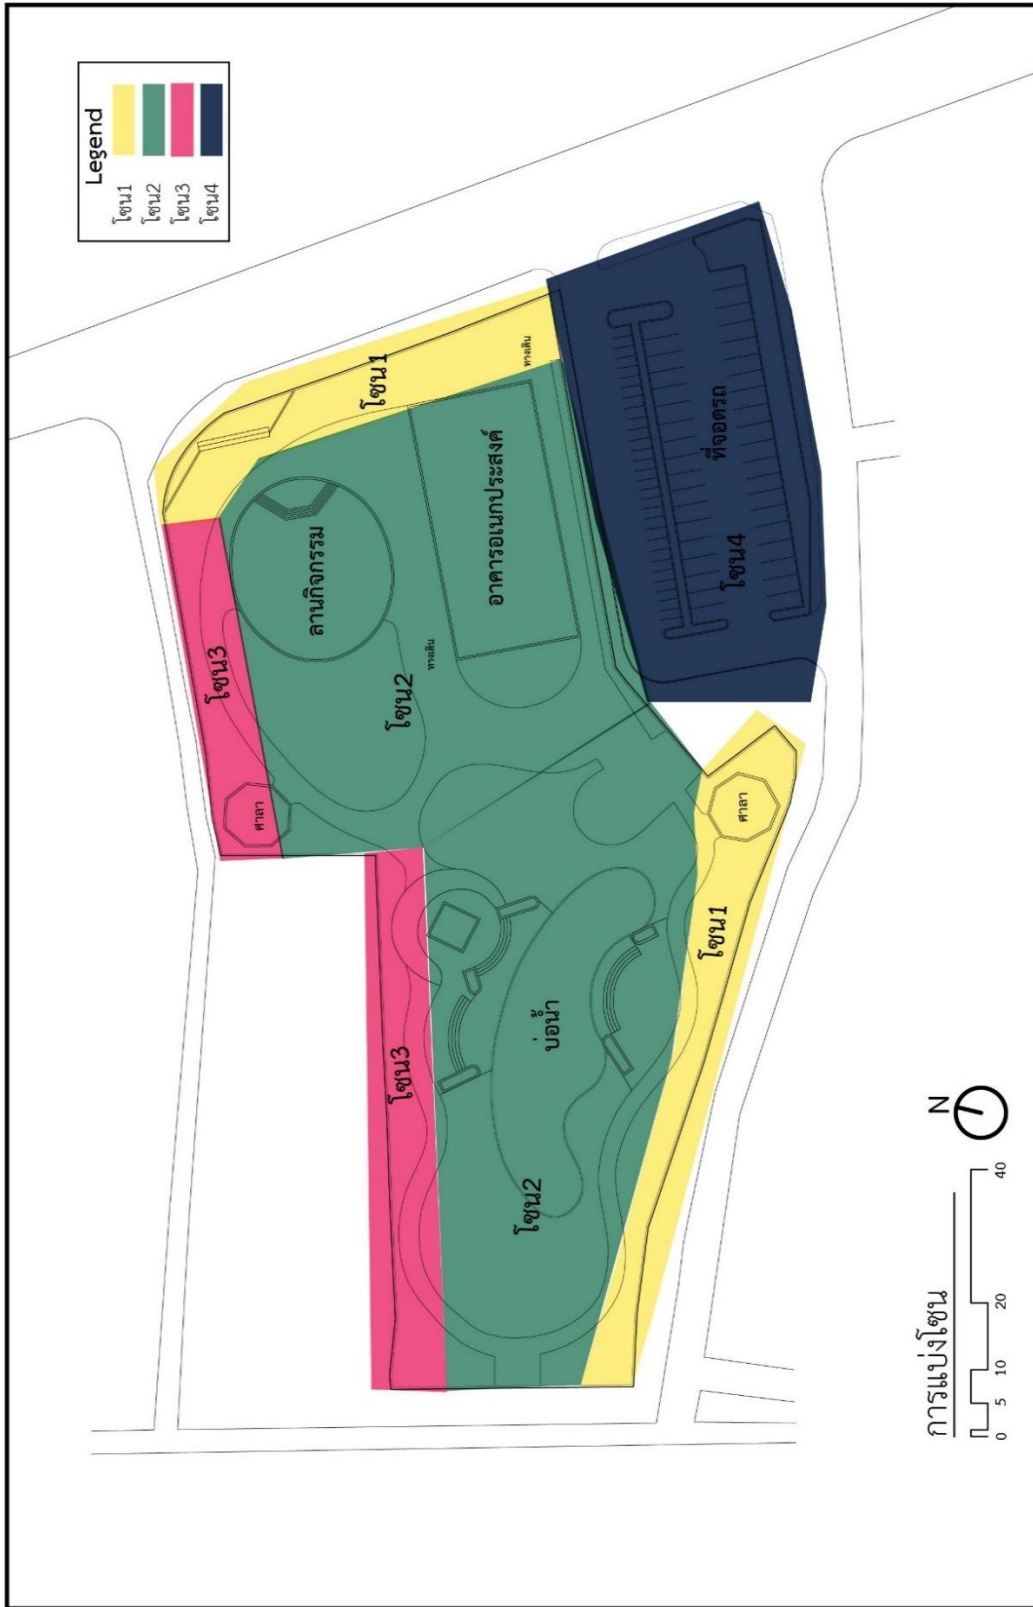 Legend
โซน1
โซน2
โซน3
โซน4
โซน1
ทางเดิน
โซน3
ลานกิจกรรม
อาคารอเนกประสงค์
ที่จอดรถ
โซน4
ทางเดิน
โซน2
ศาลา
ศาลา
โซน1
โซน3
บ่อน้ำ
โซน2
N
การแบ่งโซน
0 5 10 20 40